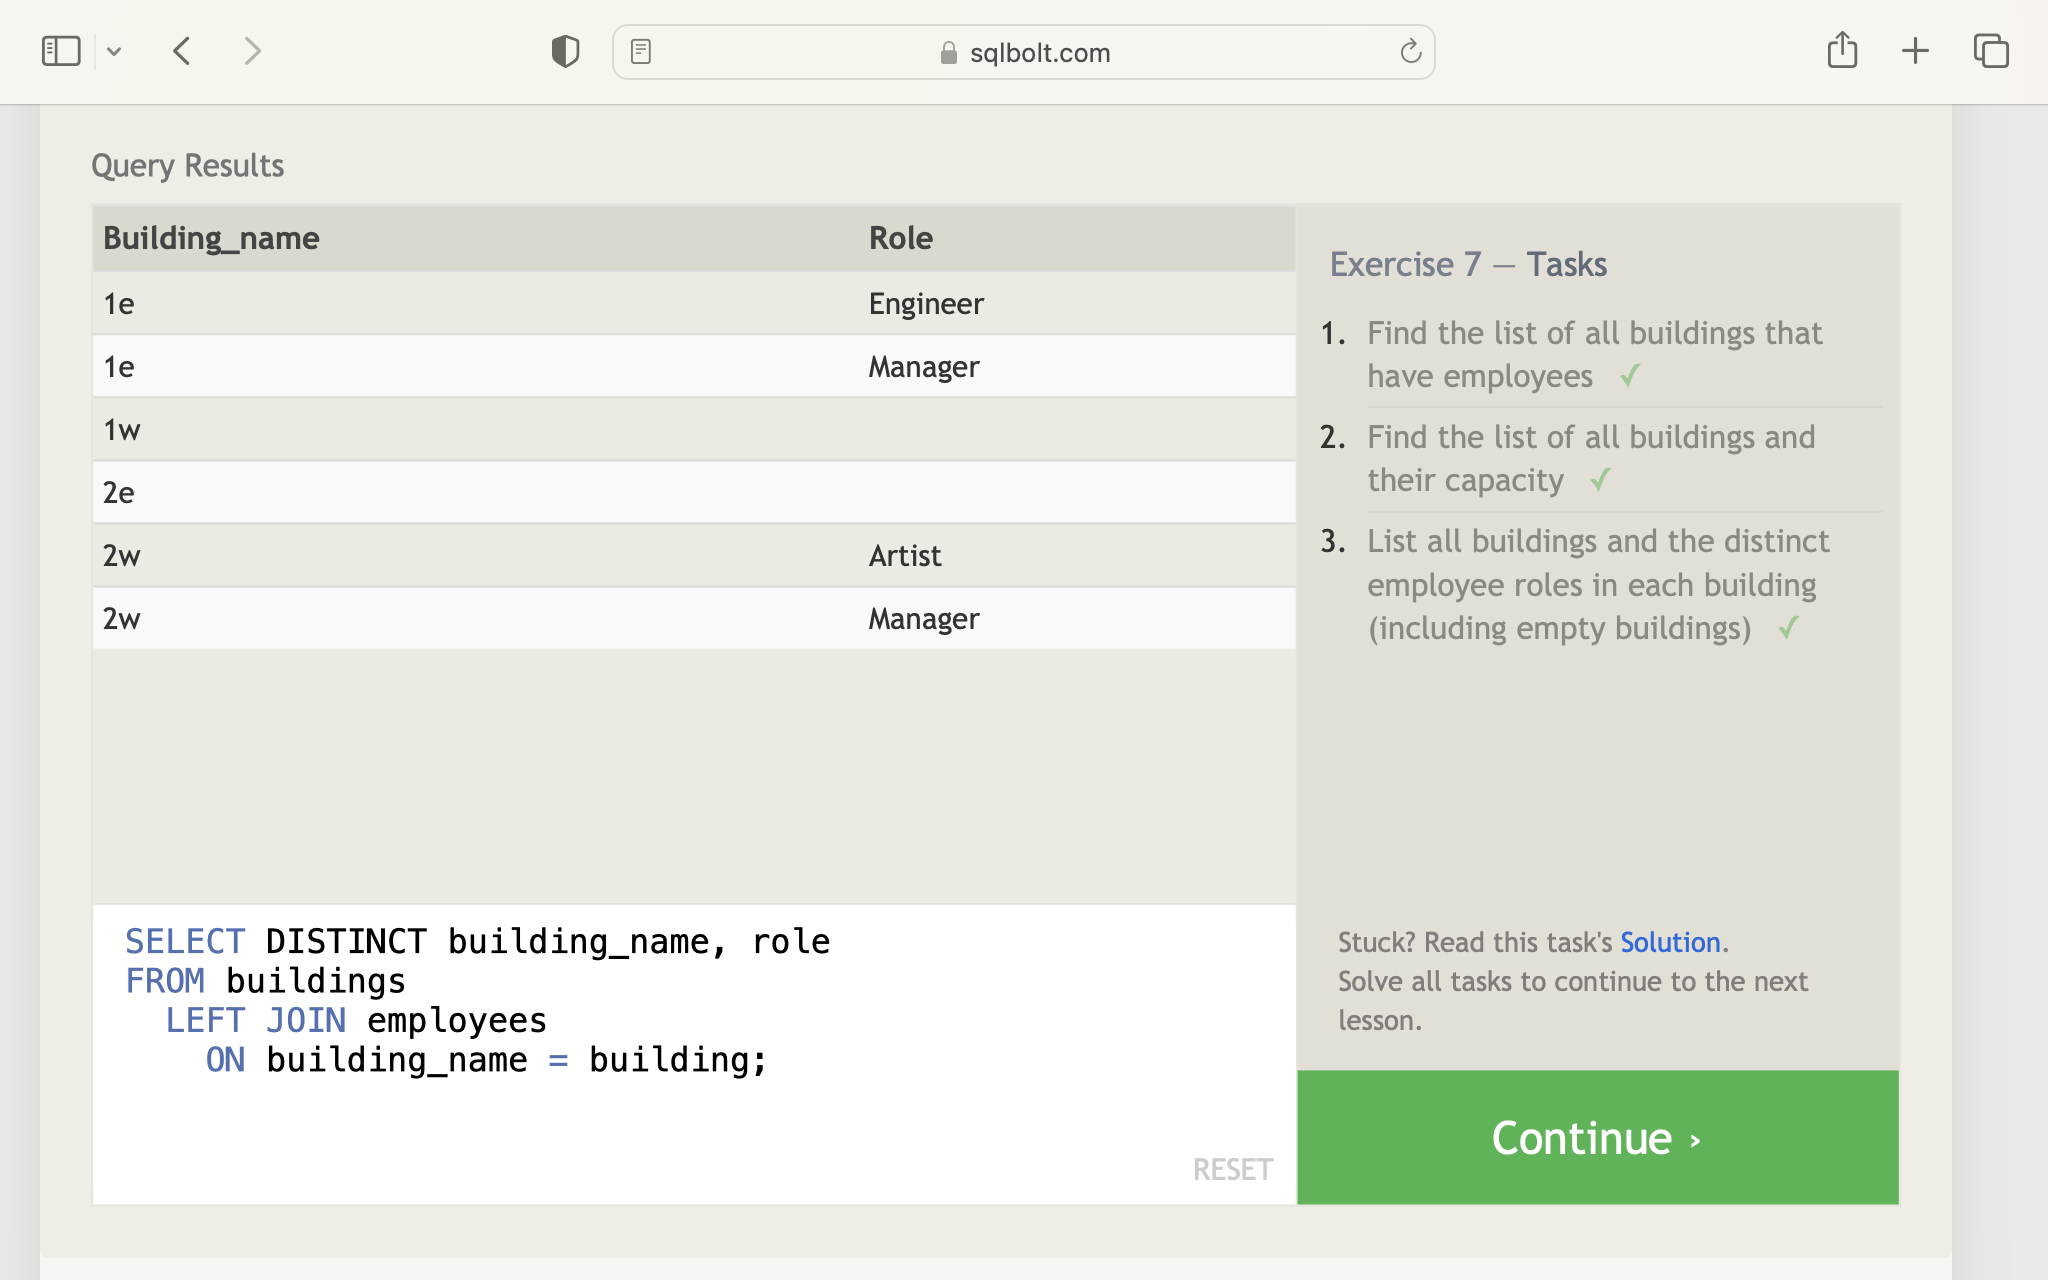 sqlbolt.com
Query Results
Building_name Role
1e Engineer
1e Manager
1w
2e
2w Artist
2w Manager
SELECT DISTINCT building_name, role
FROM buildings
LEFT JOIN employees
ON building_name = building;
RESET
Exercise 7 — Tasks
1. Find the list of all buildings that
have employees ✓
2. Find the list of all buildings and
their capacity ✓
3. List all buildings and the distinct
employee roles in each building
(including empty buildings) ✓
Stuck? Read this task's Solution.
Solve all tasks to continue to the next
lesson.
Continue ›